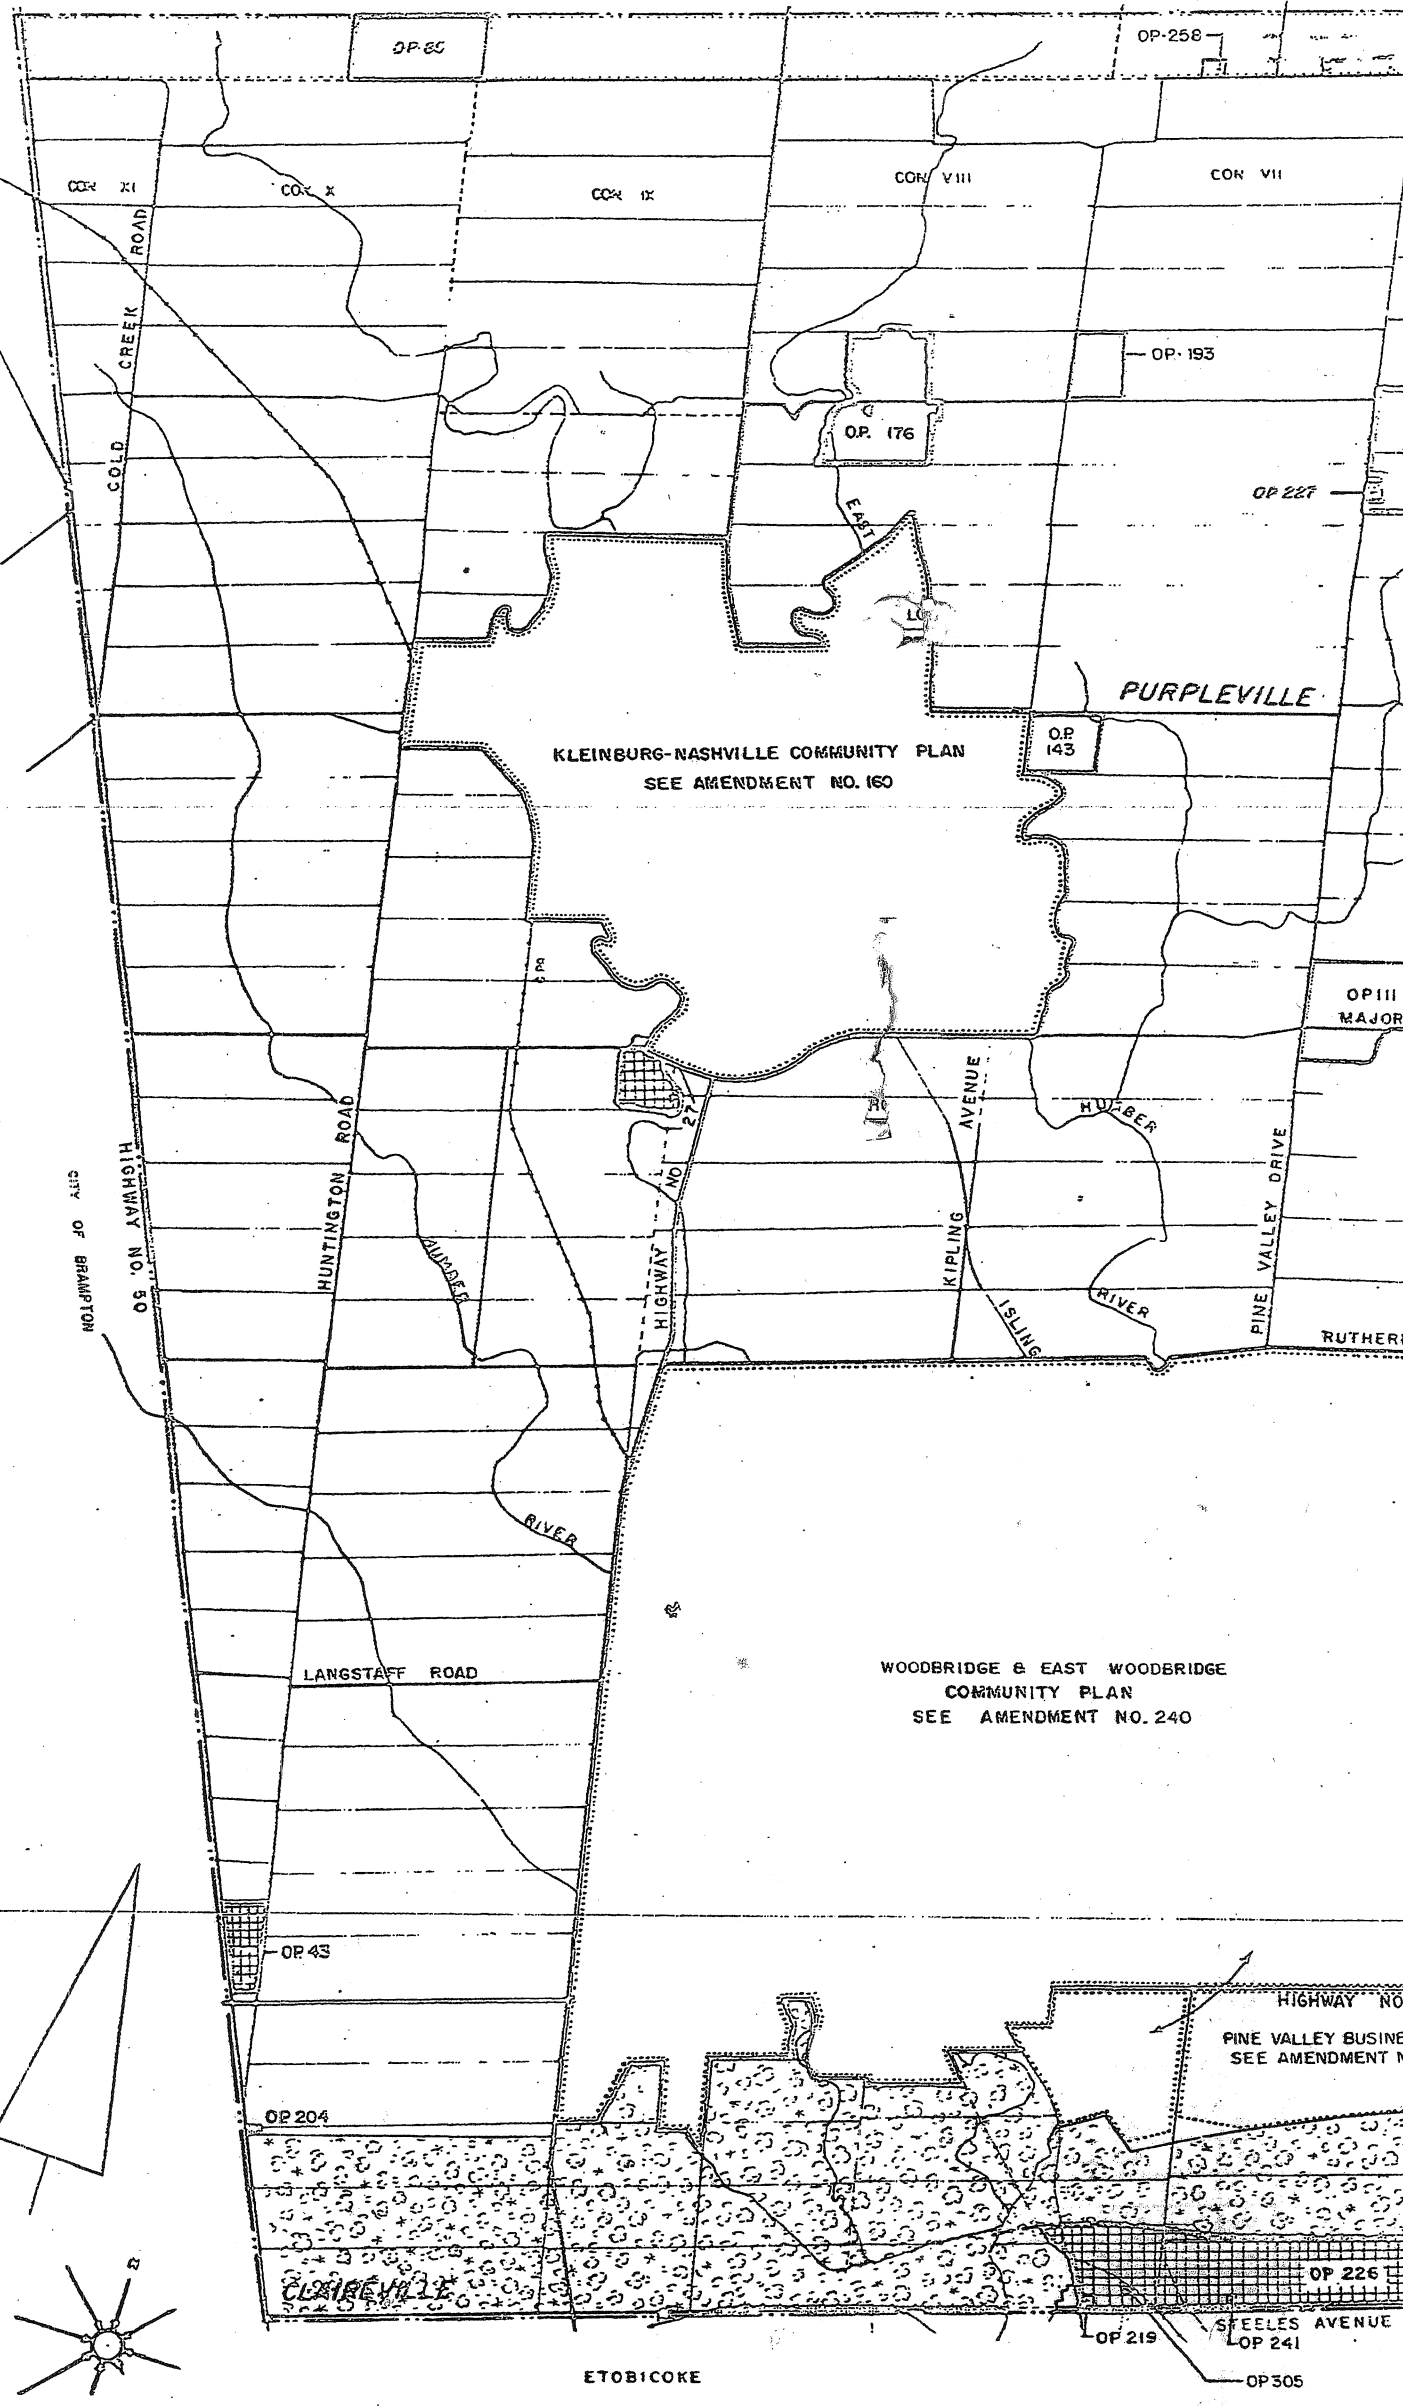 OP-258
CON XI
CON X
CON IX
CON VIII
CON VII
COLD CREEK ROAD
OP-193
O.P. 176
OP 227
EAST
PURPLEVILLE
O.P.
143
KLEINBURG-NASHVILLE COMMUNITY PLAN
SEE AMENDMENT NO. 160
OP III
MAJOR
HIGHWAY NO. 50
CITY OF BRAMPTON
HUNTINGTON ROAD
HUMBER
RIVER
HIGHWAY NO 27
KIPLING AVENUE
ISLING
HUMBER
RIVER
PINE VALLEY DRIVE
RUTHER
LANGSTAFF ROAD
WOODBRIDGE & EAST WOODBRIDGE
COMMUNITY PLAN
SEE AMENDMENT NO. 240
OP. 43
HIGHWAY NO
PINE VALLEY BUSINE
SEE AMENDMENT N
OP 204
CLAIREVILLE
OP 226
STEELES AVENUE
OP 219
OP 241
OP 305
ETOBICOKE